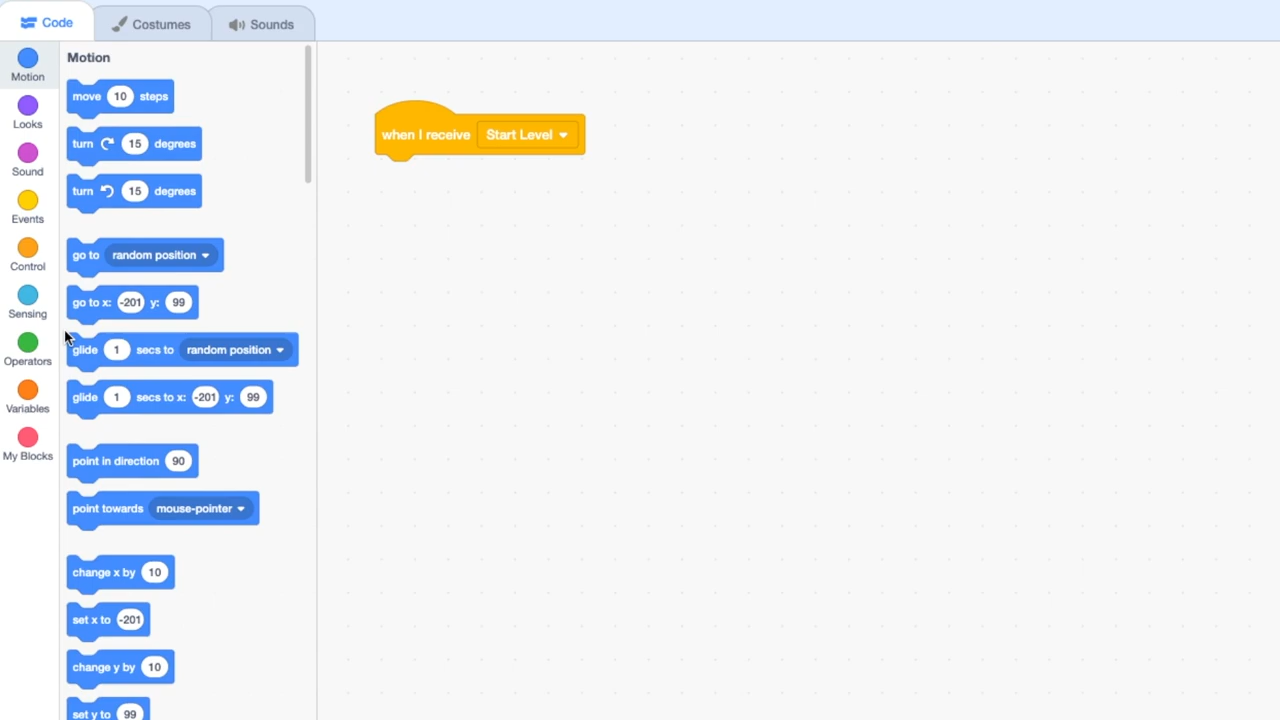 Code
Costumes
Sounds
Motion
Looks
Sound
Events
Control
Sensing
Operators
Variables
My Blocks
Motion
move 10 steps
turn 15 degrees
turn 15 degrees
go to random position
go to x: -201 y: 99
glide 1 secs to random position
glide 1 secs to x: -201 y: 99
point in direction 90
point towards mouse-pointer
change x by 10
set x to -201
change y by 10
set y to 99
when I receive Start Level